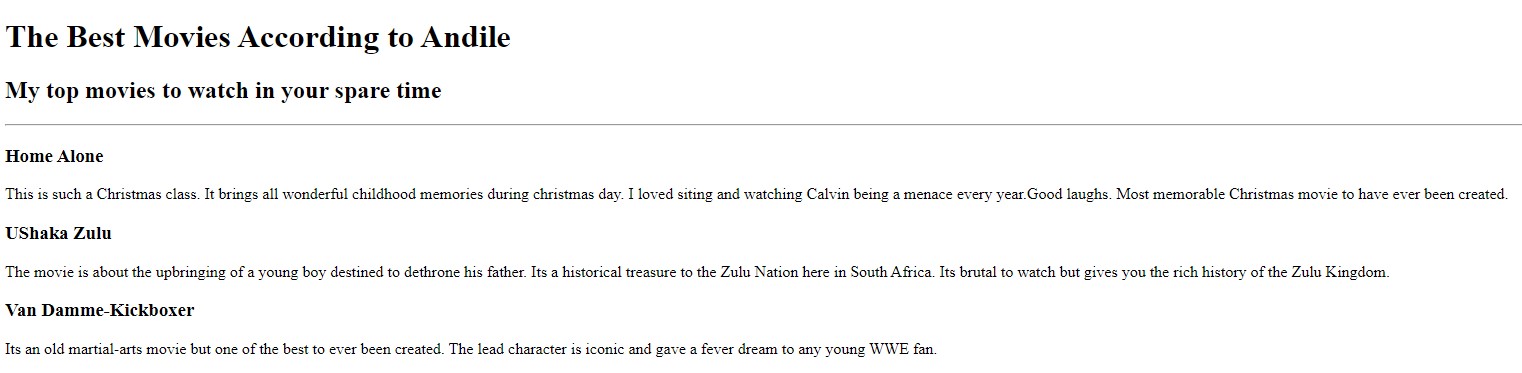 The Best Movies According to Andile
My top movies to watch in your spare time
Home Alone
This is such a Christmas class. It brings all wonderful childhood memories during christmas day. I loved siting and watching Calvin being a menace every year.Good laughs. Most memorable Christmas movie to have ever been created.
UShaka Zulu
The movie is about the upbringing of a young boy destined to dethrone his father. Its a historical treasure to the Zulu Nation here in South Africa. Its brutal to watch but gives you the rich history of the Zulu Kingdom.
Van Damme-Kickboxer
Its an old martial-arts movie but one of the best to ever been created. The lead character is iconic and gave a fever dream to any young WWE fan.